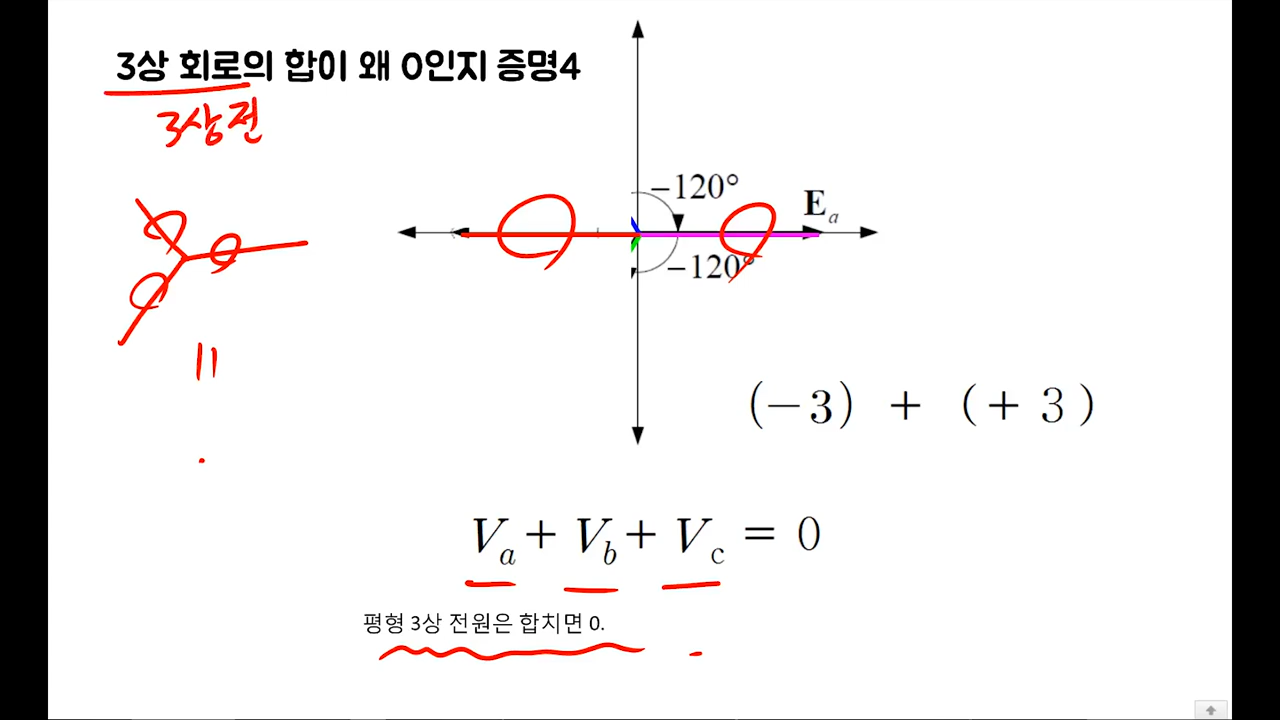 3상 회로의 합이 왜 0인지 증명4
3상전
−120°
E_a
−120°
(−3) + (+3)
V_a + V_b + V_c = 0
평형 3상 전원은 합치면 0.